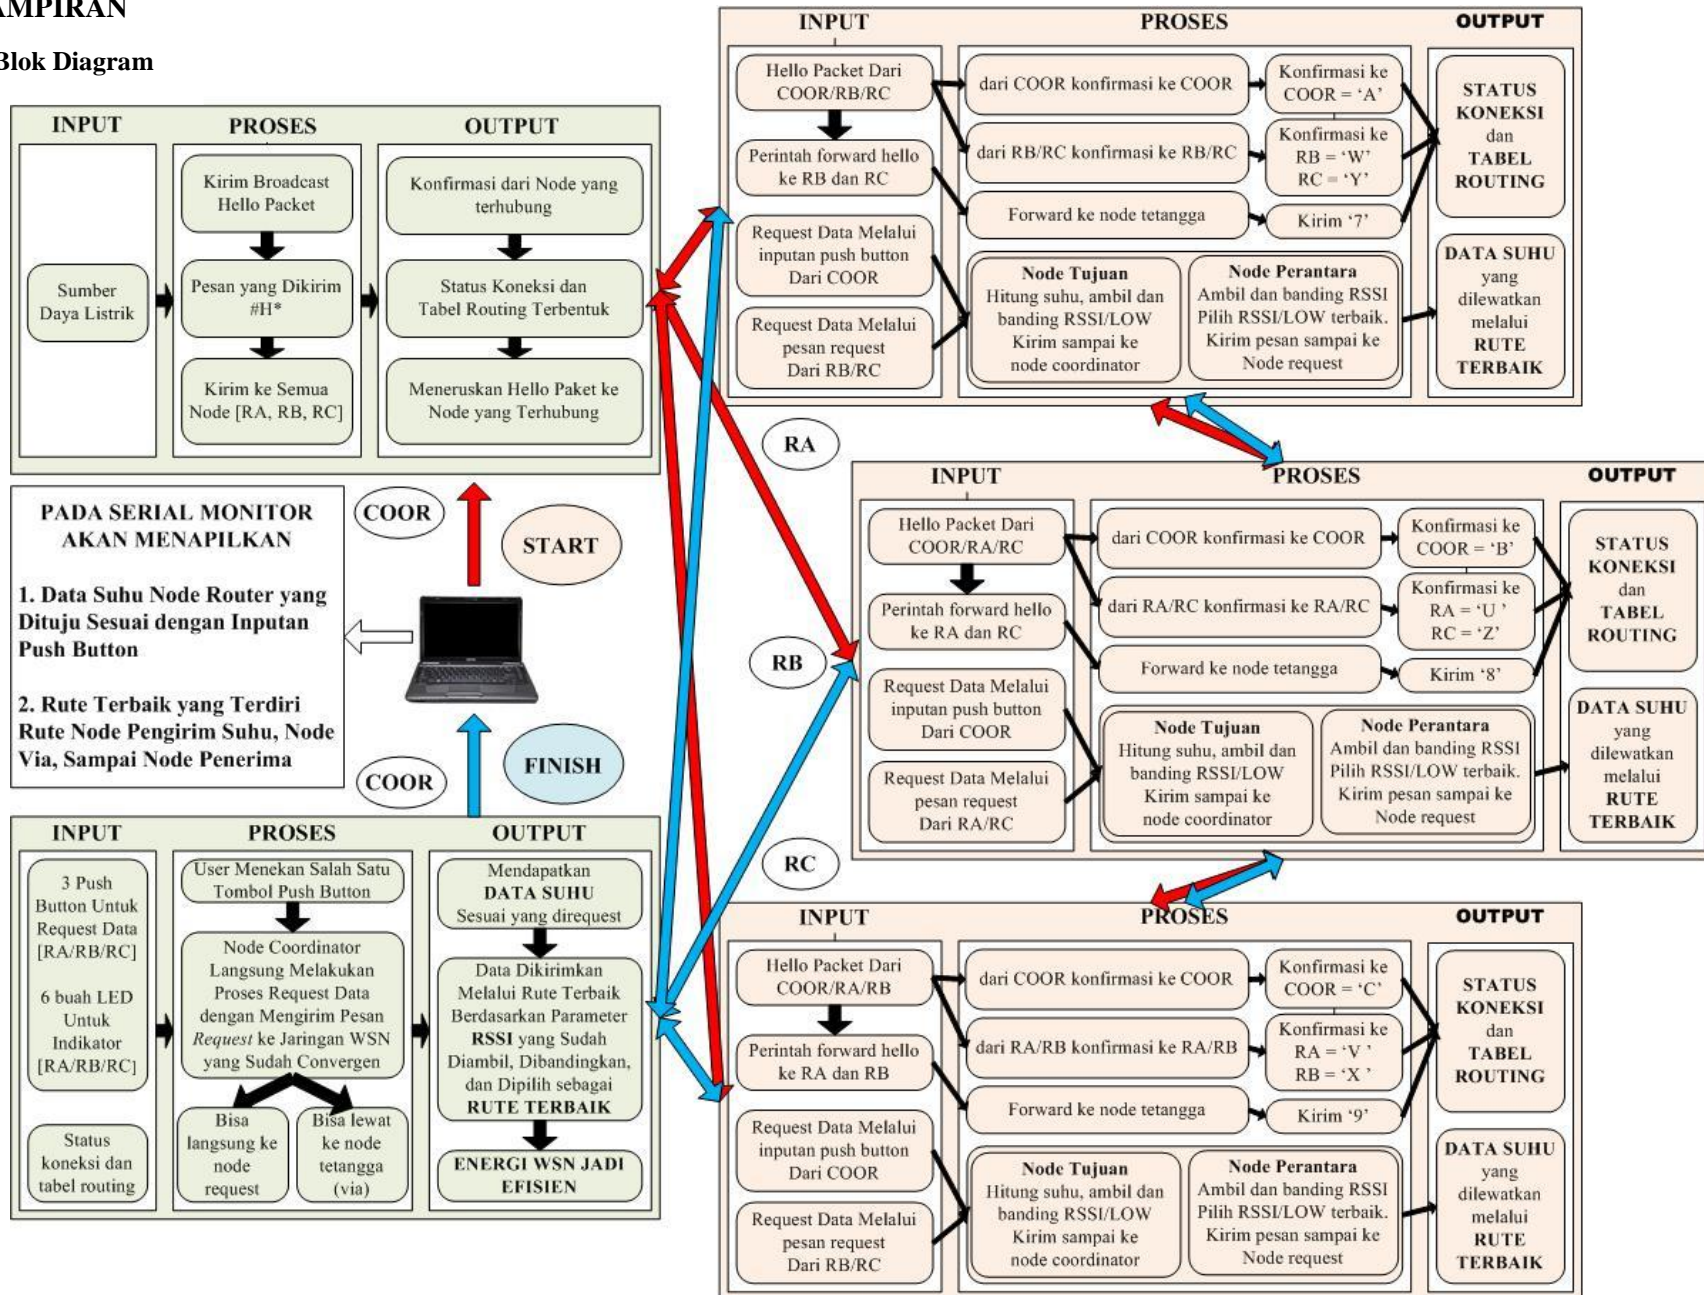 AMPIRAN
Blok Diagram
INPUT
PROSES
OUTPUT
Sumber
Daya Listrik
Kirim Broadcast
Hello Packet
Pesan yang Dikirim
#H*
Kirim ke Semua
Node [RA, RB, RC]
Konfirmasi dari Node yang
terhubung
Status Koneksi dan
Tabel Routing Terbentuk
Meneruskan Hello Paket ke
Node yang Terhubung
PADA SERIAL MONITOR
AKAN MENAPILKAN
1. Data Suhu Node Router yang
Dituju Sesuai dengan Inputan
Push Button
2. Rute Terbaik yang Terdiri
Rute Node Pengirim Suhu, Node
Via, Sampai Node Penerima
COOR
START
COOR
FINISH
INPUT
PROSES
OUTPUT
3 Push
Button Untuk
Request Data
[RA/RB/RC]
6 buah LED
Untuk
Indikator
[RA/RB/RC]
Status
koneksi dan
tabel routing
User Menekan Salah Satu
Tombol Push Button
Node Coordinator
Langsung Melakukan
Proses Request Data
dengan Mengirim Pesan
Request ke Jaringan WSN
yang Sudah Convergen
Bisa
langsung ke
node
request
Bisa lewat
ke node
tetangga
(via)
Mendapatkan
DATA SUHU
Sesuai yang direquest
Data Dikirimkan
Melalui Rute Terbaik
Berdasarkan Parameter
RSSI yang Sudah
Diambil, Dibandingkan,
dan Dipilih sebagai
RUTE TERBAIK
ENERGI WSN JADI
EFISIEN
INPUT
PROSES
OUTPUT
Hello Packet Dari
COOR/RB/RC
Perintah forward hello
ke RB dan RC
Request Data Melalui
inputan push button
Dari COOR
Request Data Melalui
pesan request
Dari RB/RC
dari COOR konfirmasi ke COOR
dari RB/RC konfirmasi ke RB/RC
Forward ke node tetangga
Konfirmasi ke
COOR = ‘A’
Konfirmasi ke
RB = ‘W’
RC = ‘Y’
Kirim ‘7’
Node Tujuan
Hitung suhu, ambil dan
banding RSSI/LOW
Kirim sampai ke
node coordinator
Node Perantara
Ambil dan banding RSSI
Pilih RSSI/LOW terbaik.
Kirim pesan sampai ke
Node request
STATUS
KONEKSI
dan
TABEL
ROUTING
DATA SUHU
yang
dilewatkan
melalui
RUTE
TERBAIK
RA
INPUT
PROSES
OUTPUT
Hello Packet Dari
COOR/RA/RC
Perintah forward hello
ke RA dan RC
Request Data Melalui
inputan push button
Dari COOR
Request Data Melalui
pesan request
Dari RA/RC
dari COOR konfirmasi ke COOR
dari RA/RC konfirmasi ke RA/RC
Forward ke node tetangga
Konfirmasi ke
COOR = ‘B’
Konfirmasi ke
RA = ‘U ’
RC = ‘Z’
Kirim ‘8’
Node Tujuan
Hitung suhu, ambil dan
banding RSSI/LOW
Kirim sampai ke
node coordinator
Node Perantara
Ambil dan banding RSSI
Pilih RSSI/LOW terbaik.
Kirim pesan sampai ke
Node request
STATUS
KONEKSI
dan
TABEL
ROUTING
DATA SUHU
yang
dilewatkan
melalui
RUTE
TERBAIK
RB
RC
INPUT
PROSES
OUTPUT
Hello Packet Dari
COOR/RA/RB
Perintah forward hello
ke RA dan RB
Request Data Melalui
inputan push button
Dari COOR
Request Data Melalui
pesan request
Dari RB/RC
dari COOR konfirmasi ke COOR
dari RA/RB konfirmasi ke RA/RB
Forward ke node tetangga
Konfirmasi ke
COOR = ‘C’
Konfirmasi ke
RA = ‘V ’
RB = ‘X ’
Kirim ‘9’
Node Tujuan
Hitung suhu, ambil dan
banding RSSI/LOW
Kirim sampai ke
node coordinator
Node Perantara
Ambil dan banding RSSI
Pilih RSSI/LOW terbaik.
Kirim pesan sampai ke
Node request
STATUS
KONEKSI
dan
TABEL
ROUTING
DATA SUHU
yang
dilewatkan
melalui
RUTE
TERBAIK